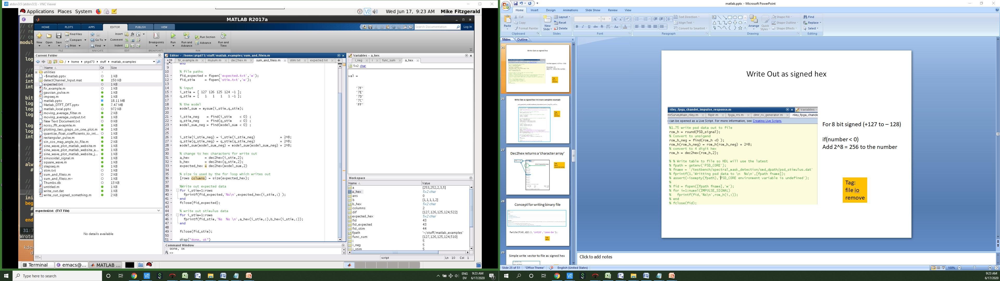 atdsrv3:5 (atdsrv3:5) - VNC Viewer
Applications Places System
Wed Jun 17, 9:23 AM Mike Fitzgerald
MATLAB R2017a
HOME PLOTS APPS EDITOR PUBLISH VIEW
Search Documentation
Log In
New Open Save
Find Files
Compare
Print
Go To
Find
Insert
Comment
Indent
Breakpoints
Run
Run and Advance
Run Section
Advance
Run and Time
FILE NAVIGATE EDIT BREAKPOINTS RUN
Current Folder
/ home ptgd73 stuff matlab_examples
Name Git Size
utilities
~$matlab.pptx 1 KB
detectChannel_Input.mat 150 KB
expected.txt 1 KB
fir_example.m 1 KB
gausian_pulse.m 1 KB
impseq.m 1 KB
matlab.pptx 18.11 MB
Matlab_DTFT_DFT.pptx 7.47 MB
matlab_local.pptx 972 KB
moving_average_filter.m 2 KB
moving_average_output.txt 1 KB
New Text Document.txt 0 KB
noisy_fft_exapmle.m 1 KB
plotting_two_graps_on_one_plot.m 1 KB
quantize_float_coefficients_to_int... 1 KB
rectangular_pulse.m 1 KB
sin_cos_mag_angle_to_file.m 2 KB
sine_wave_plot_matlab_website.m 1 KB
sine_wave_plot_matlab_website_a... 1 KB
sine_wave_plot_matlab_website_j... 1 KB
sinusoidal_signal.m 1 KB
square_wave.m 1 KB
stepseq.m 1 KB
stim.txt 1 KB
sum_and_fileio.m 2 KB
sum_and_fileio.m~ 1 KB
Thumbs.db 13 KB
untitled.m 1 KB
write_out.dat 1 KB
write_out_signed_something.m 2 KB
expected.txt (TXT File)
No details available
Editor - /home/ptgd73/stuff/matlab_examples/sum_and_fileio.m
+39 fir_example.m mysum.m dec2hex.m sum_and_fileio.m stim.txt expected.txt
8 end
9
10 % file paths
11 fid_expected = fopen('expected.txt','w');
12 fid_stim = fopen('stim.txt','w');
13
14 % input
15 i_stim = [ 127 126 125 124 -1 ];
16 q_stim = [ 1 1 1 1 -1 ];
17
18 % the model
19 model_sum = mysum(i_stim,q_stim);
20
21 i_stim_neg = find(i_stim < 0) ;
22 q_stim_neg = find(q_stim < 0) ;
23 model_sum_neg = find(model_sum < 0) ;
24
25
26 i_stim(i_stim_neg) = i_stim(i_stim_neg) + 2^8;
27 q_stim(q_stim_neg) = q_stim(q_stim_neg) + 2^8;
28 model_sum(model_sum_neg) = model_sum(model_sum_neg) + 2^8;
29
30 % change to hex characters for write out
31 a_hex = dec2hex(i_stim,2);
32 b_hex = dec2hex(q_stim,2);
33 expected_hex = dec2hex(model_sum,2)
34
35 % size is used by the for loop which writes out
36 [rows columns] = size(expected_hex);
37
38 %Write out expected data
39 for i_stim=1:rows
40 fprintf(fid_expected,'%s\n',expected_hex(i_stim,:) );
41 end
42 fclose(fid_expected);
43
44 % write out stimulus data
45 for i_stim=1:rows
46 fprintf(fid_stim,'%s %s \n',a_hex(i_stim,:),b_hex(i_stim,:));
47 end
48
49 fclose(fid_stim);
50
51 disp("done, ok")
Command Window
done, ok
fx >>
Variables - a_hex
i_neg i func_sum a_hex
5x2 char
val =
'7F'
'7E'
'7D'
'7C'
'FF'
Workspace
Name Value
a [253,252,2,3,5]
a_hex 5x2 char
ans 0
b [1,1,1,1,2]
b_hex 5x2 char
columns 2
dif [127,126,125,124,522]
expected_hex 5x2 char
fid 43
fid_expected 43
fid_stim 44
fpath '~/stuff/matlab_examples'
func_sum [127,126,125,124,510]
i 5
i_neg 5
i_stim 5
script Ln 10 Col 1
Terminal emacs@... MATLAB ...
Type here to search
ENG DV 9:23 AM 6/17/2020
matlab.pptx - Microsoft PowerPoint
Home Insert Design Animations Slide Show Review View
Paste
Cut
Copy
Format Painter
New Slide
Layout
Reset
Delete
18
Text Direction
Align Text
Convert to SmartArt
Arrange
Quick Styles
Shape Fill
Shape Outline
Shape Effects
Find
Replace
Select
Clipboard Slides Font Paragraph Drawing Editing
Slides Outline
25
Write Out as signed hex
26
Write Out as signed hex II A more complete example
27
Dec2hex returns a 'character array'
28
Concept for writing binary file
fwrite(f(4).d2(:),'int16','ieee-be');
29
Simple write vector to file as signed hex
Write Out as signed hex
riley_fpga_chandet_impulse_response.m
Variables -
mrSurveyMain_riley.m fliplr.m fpga_rrs.m dmr_rx_generator.m riley_fpga_chande
can be opened as a Live Script. For more information, see Creating Live Scripts.
%1.75 write psd data out to file
rom_h = round(PSD_signal);
% Convert to unsigend
rom_h_neg = find(rom_h <0 );
rom_h(rom_h_neg) = rom_h(rom_h_neg) + 2^8;
% convert to 4 digit hex
rom_h = dec2hex(rom_h,2);
% % Write table to file so HDL will use the latest
% fpath = getenv('PSD_CORE');
% fname = '/testbench/spectral_mask_detection/smd_dpath/psd_stimulus.dat'
% fprintf(1,'Writting psd data to \n %s\n',[fpath fname]);
% assert(~isempty(fpath),'PSD_CORE environment variable is undefined');
%
% fid = fopen([fpath fname],'w');
% for i=1:numel(IMPULSE_SIGNAL)
% fprintf(fid,'%s\n',rom_h(i,:));
% end
% fclose(fid);
For 8 bit signed (+127 to – 128)
if(number < 0)
Add 2^8 = 256 to the number
Tag:
file io
remove
Click to add notes
Slide 25 of 51 "Office Theme" English (United States) 100%
9:23 AM 6/17/2020